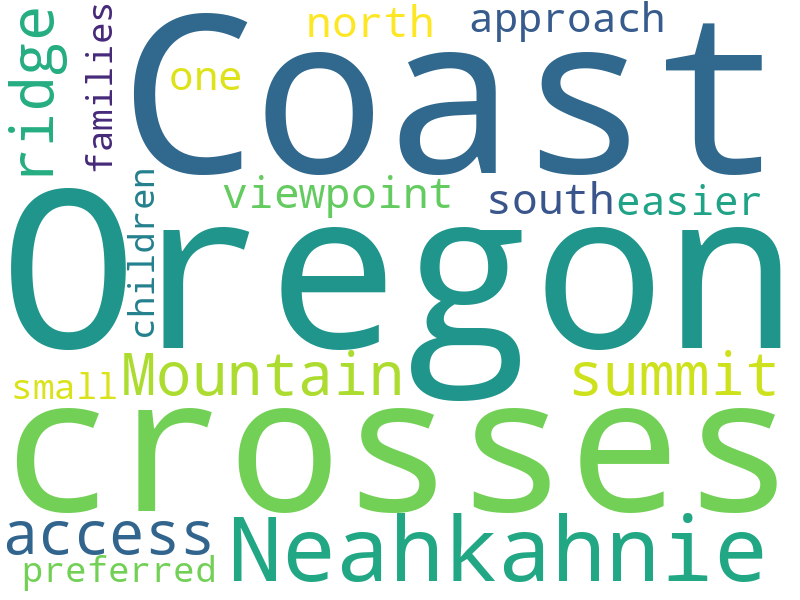 north
approach
one
Coast
ridge
families
viewpoint
south
easier
children
Oregon
Mountain
summit
small
crosses
access
Neahkahnie
preferred